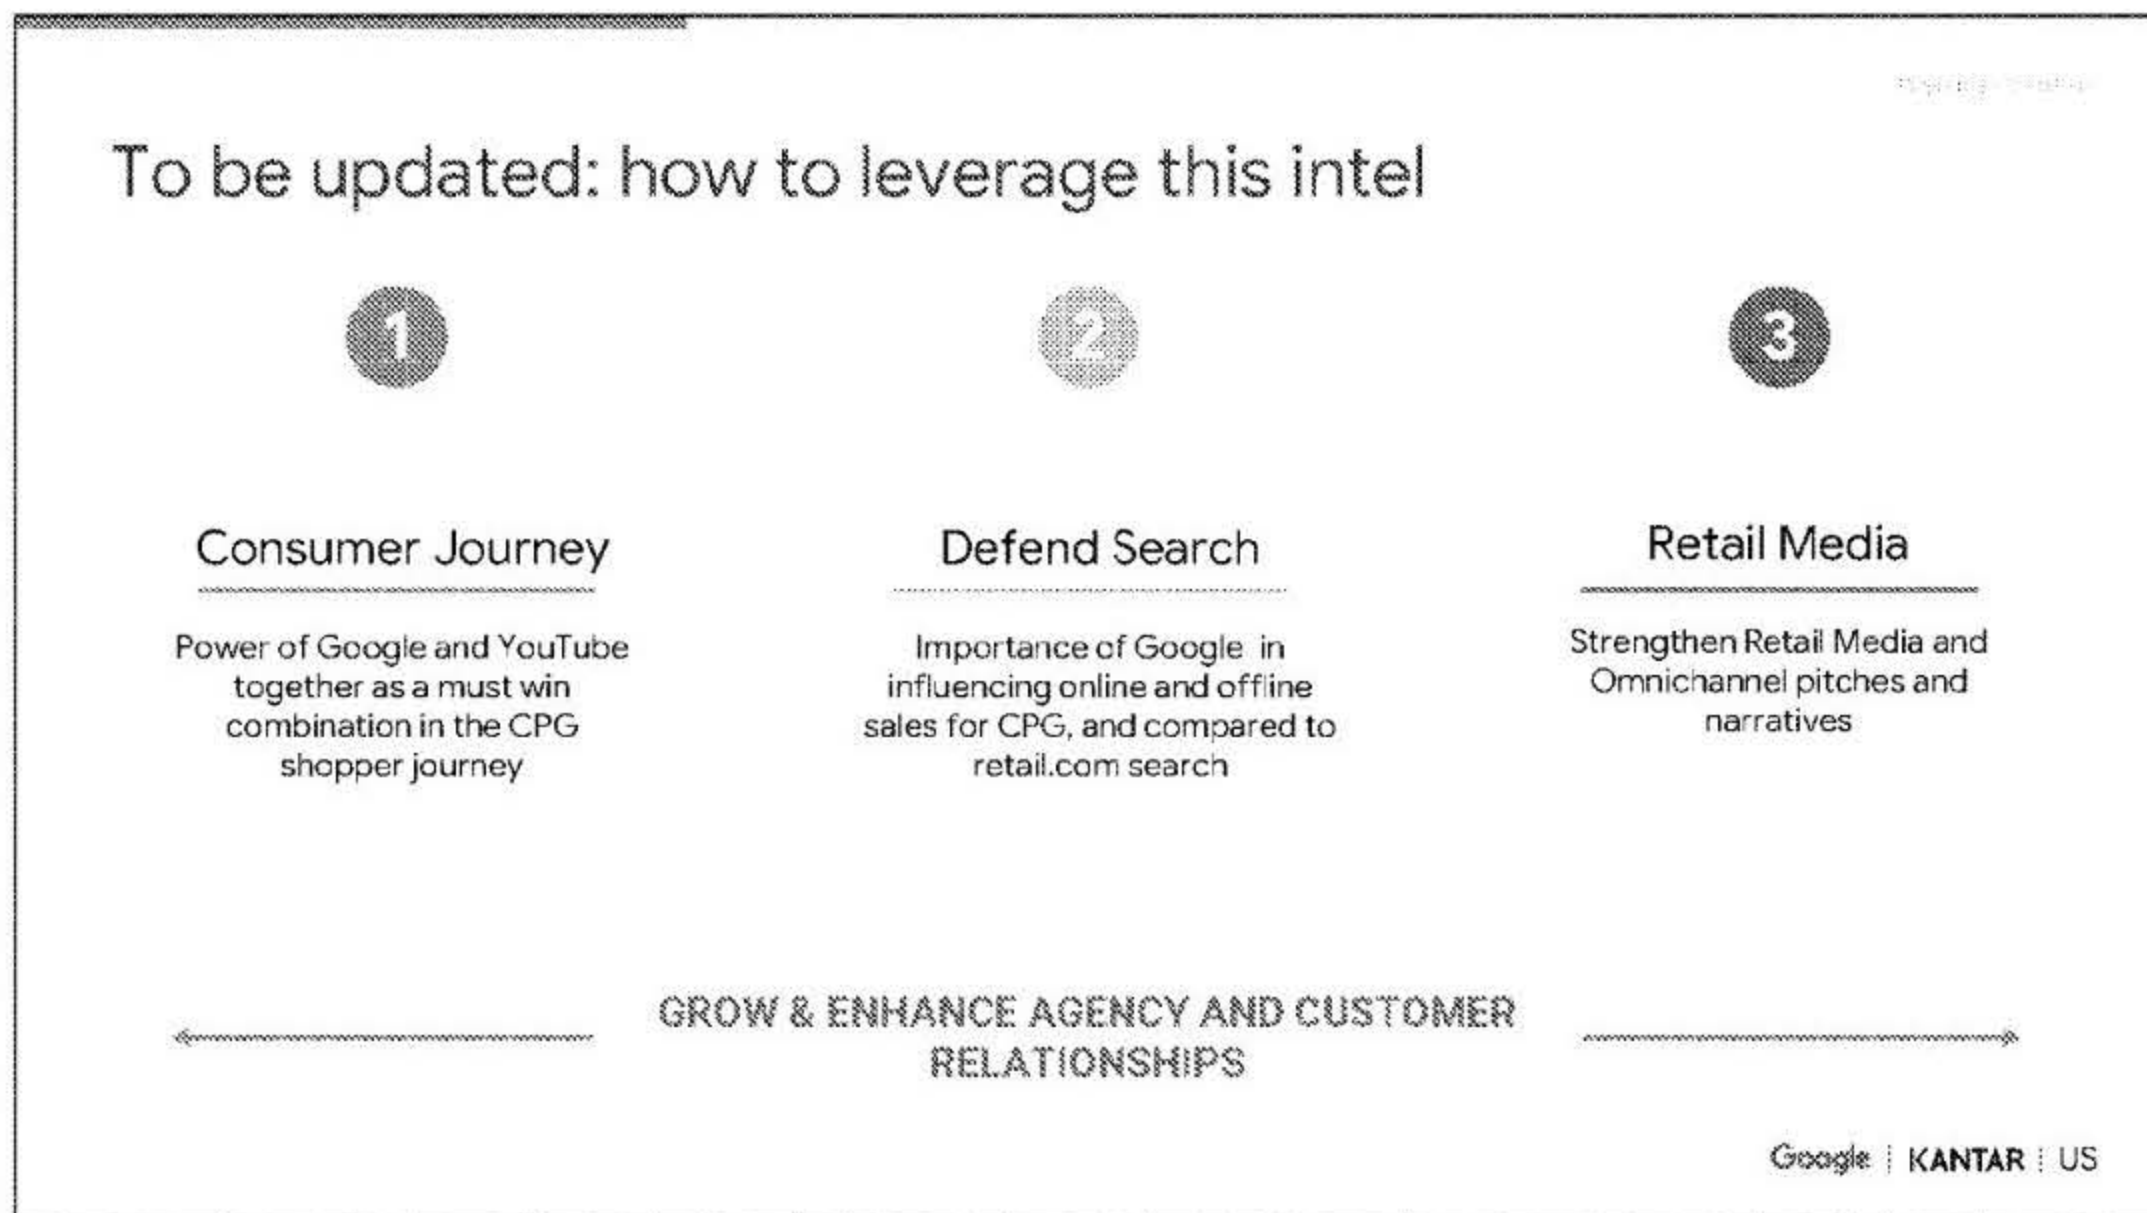 To be updated: how to leverage this intel
1
2
3
Consumer Journey
Power of Google and YouTube
together as a must win
combination in the CPG
shopper journey
Defend Search
Importance of Google in
influencing online and offline
sales for CPG, and compared to
retail.com search
Retail Media
Strengthen Retail Media and
Omnichannel pitches and
narratives
GROW & ENHANCE AGENCY AND CUSTOMER
RELATIONSHIPS
Google | KANTAR | US